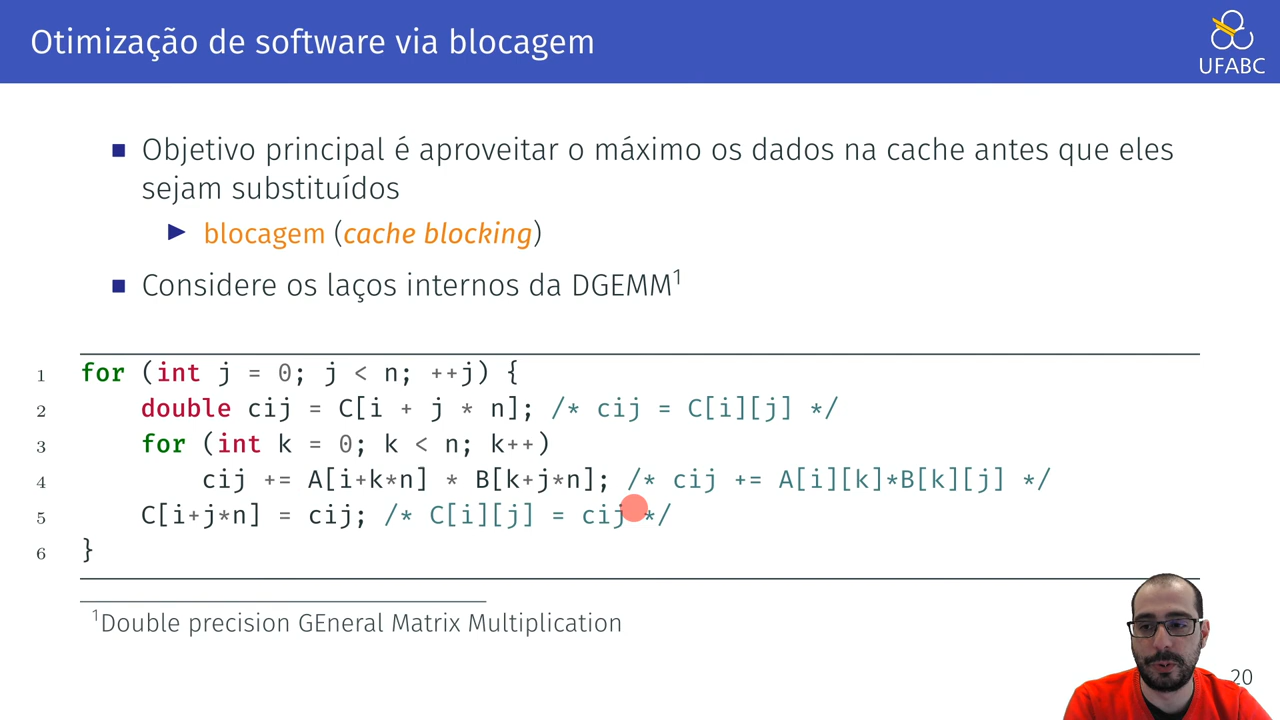 Otimização de software via blocagem
UFABC
■ Objetivo principal é aproveitar o máximo os dados na cache antes que eles
sejam substituídos
▶ blocagem (cache blocking)
■ Considere os laços internos da DGEMM¹
1 for (int j = 0; j < n; ++j) {
2 double cij = C[i + j * n]; /* cij = C[i][j] */
3 for (int k = 0; k < n; k++)
4 cij += A[i+k*n] * B[k+j*n]; /* cij += A[i][k]*B[k][j] */
5 C[i+j*n] = cij; /* C[i][j] = cij */
6 }
¹Double precision GEneral Matrix Multiplication
20